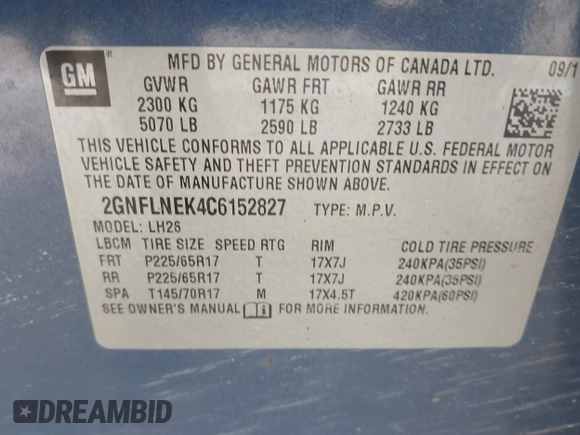 GM
MFD BY GENERAL MOTORS OF CANADA LTD. 09/1
GVWR GAWR FRT GAWR RR
2300 KG 1175 KG 1240 KG
5070 LB 2590 LB 2733 LB
THIS VEHICLE CONFORMS TO ALL APPLICABLE U.S. FEDERAL MOTOR
VEHICLE SAFETY AND THEFT PREVENTION STANDARDS IN EFFECT ON
THE DATE OF MANUFACTURE SHOWN ABOVE.
2GNFLNEK4C6152827 TYPE: M.P.V.
MODEL: LH26
LBCM TIRE SIZE SPEED RTG RIM COLD TIRE PRESSURE
FRT P225/65R17 T 17X7J 240KPA(35PSI)
RR P225/65R17 T 17X7J 240KPA(35PSI)
SPA T145/70R17 M 17X4.5T 420KPA(60PSI)
SEE OWNER'S MANUAL i FOR MORE INFORMATION.
DREAMBID